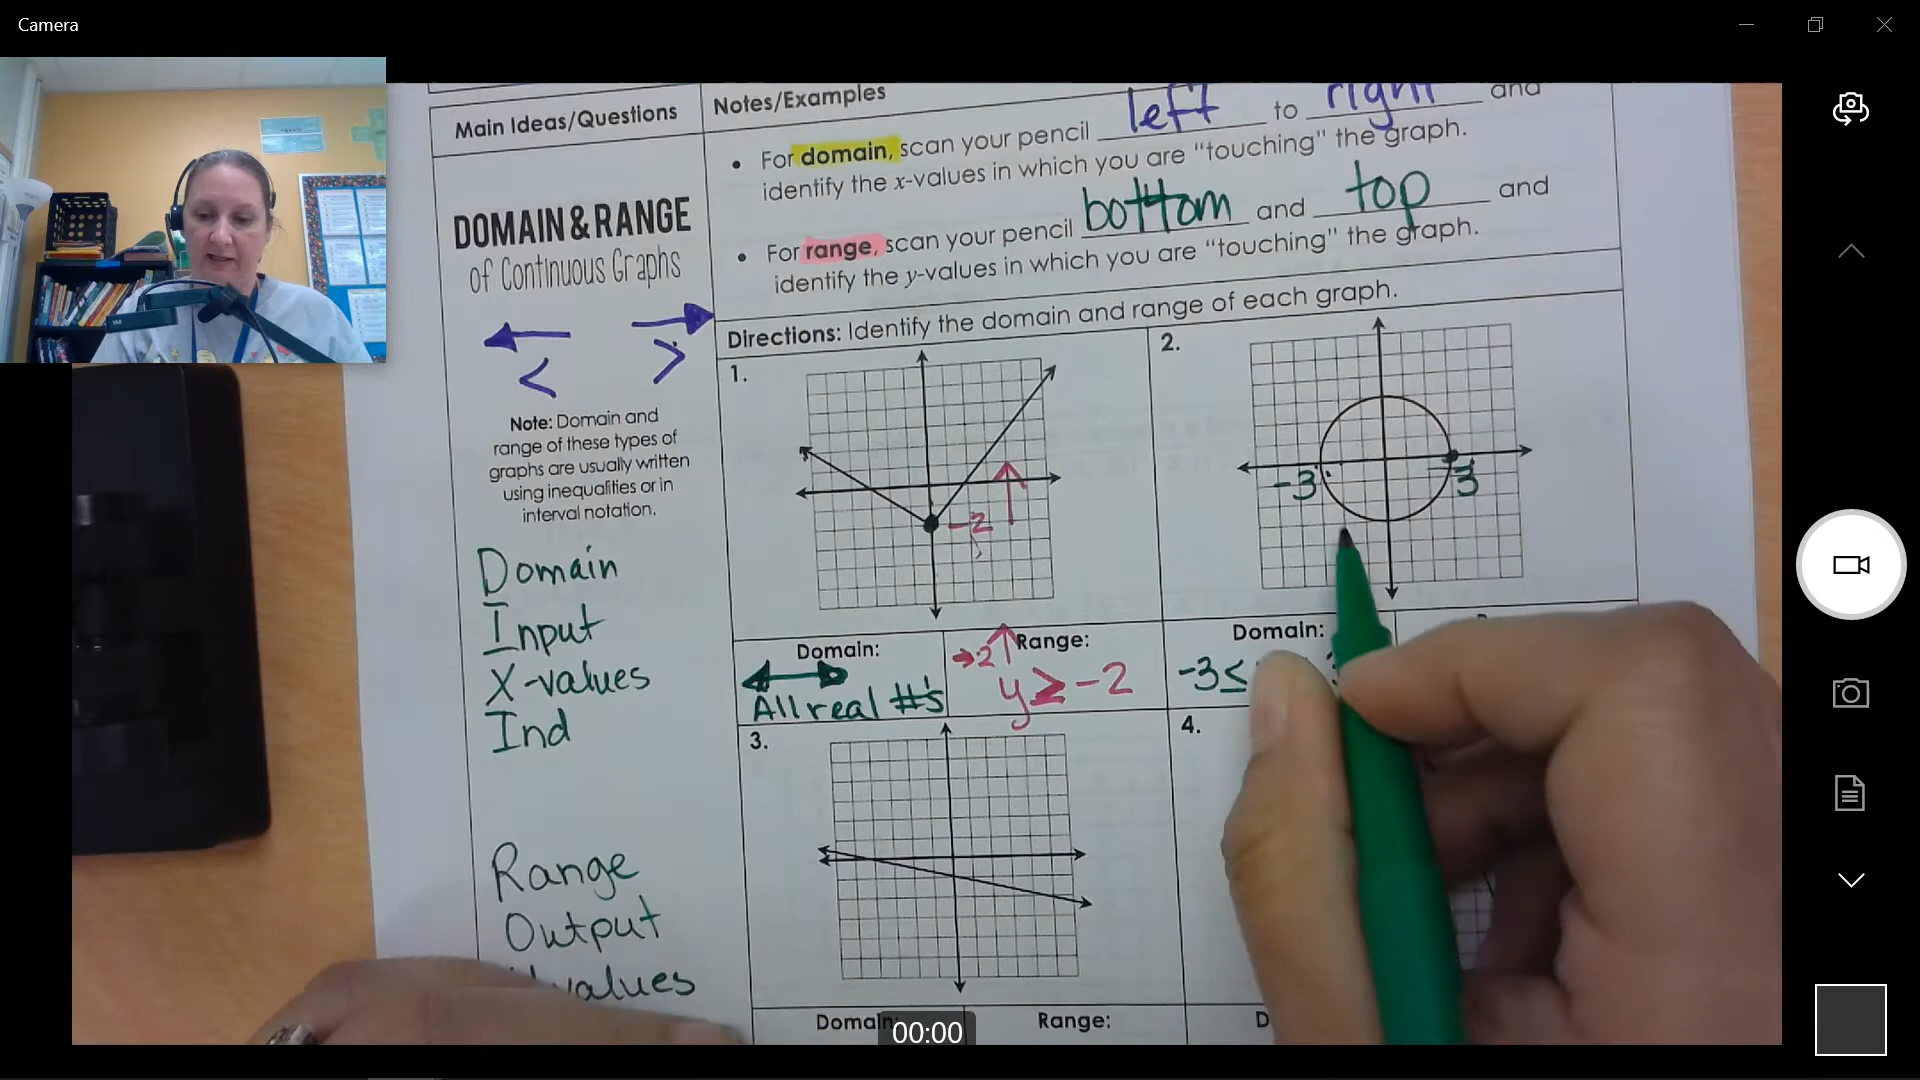 Camera
Main Ideas/Questions
Notes/Examples
• For domain, scan your pencil left to right and
identify the x-values in which you are "touching" the graph.
• For range, scan your pencil bottom and top and
identify the y-values in which you are "touching" the graph.
DOMAIN & RANGE
of Continuous Graphs
< >
Note: Domain and
range of these types of
graphs are usually written
using inequalities or in
interval notation.
Domain
Input
X-values
Ind
Range
Output
values
Directions: Identify the domain and range of each graph.
1.
-2
Domain:
All real #'s
Range:
-2
y ≥ -2
2.
-3
3
Domain:
-3 ≤
3.
Domain:
Range:
4.
D
00:00